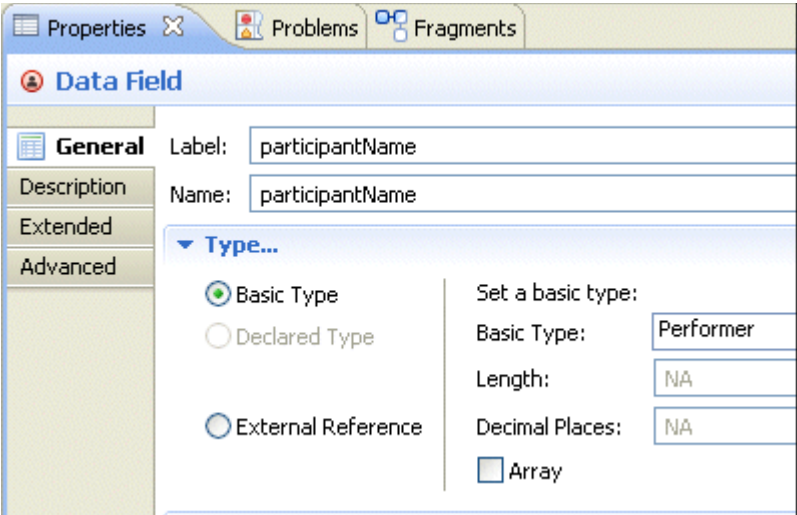 Properties Problems Fragments
Data Field
General Label: participantName
Description Name: participantName
Extended
Type...
Advanced
Basic Type Set a basic type:
Declared Type Basic Type: Performer
Length: NA
External Reference Decimal Places: NA
Array